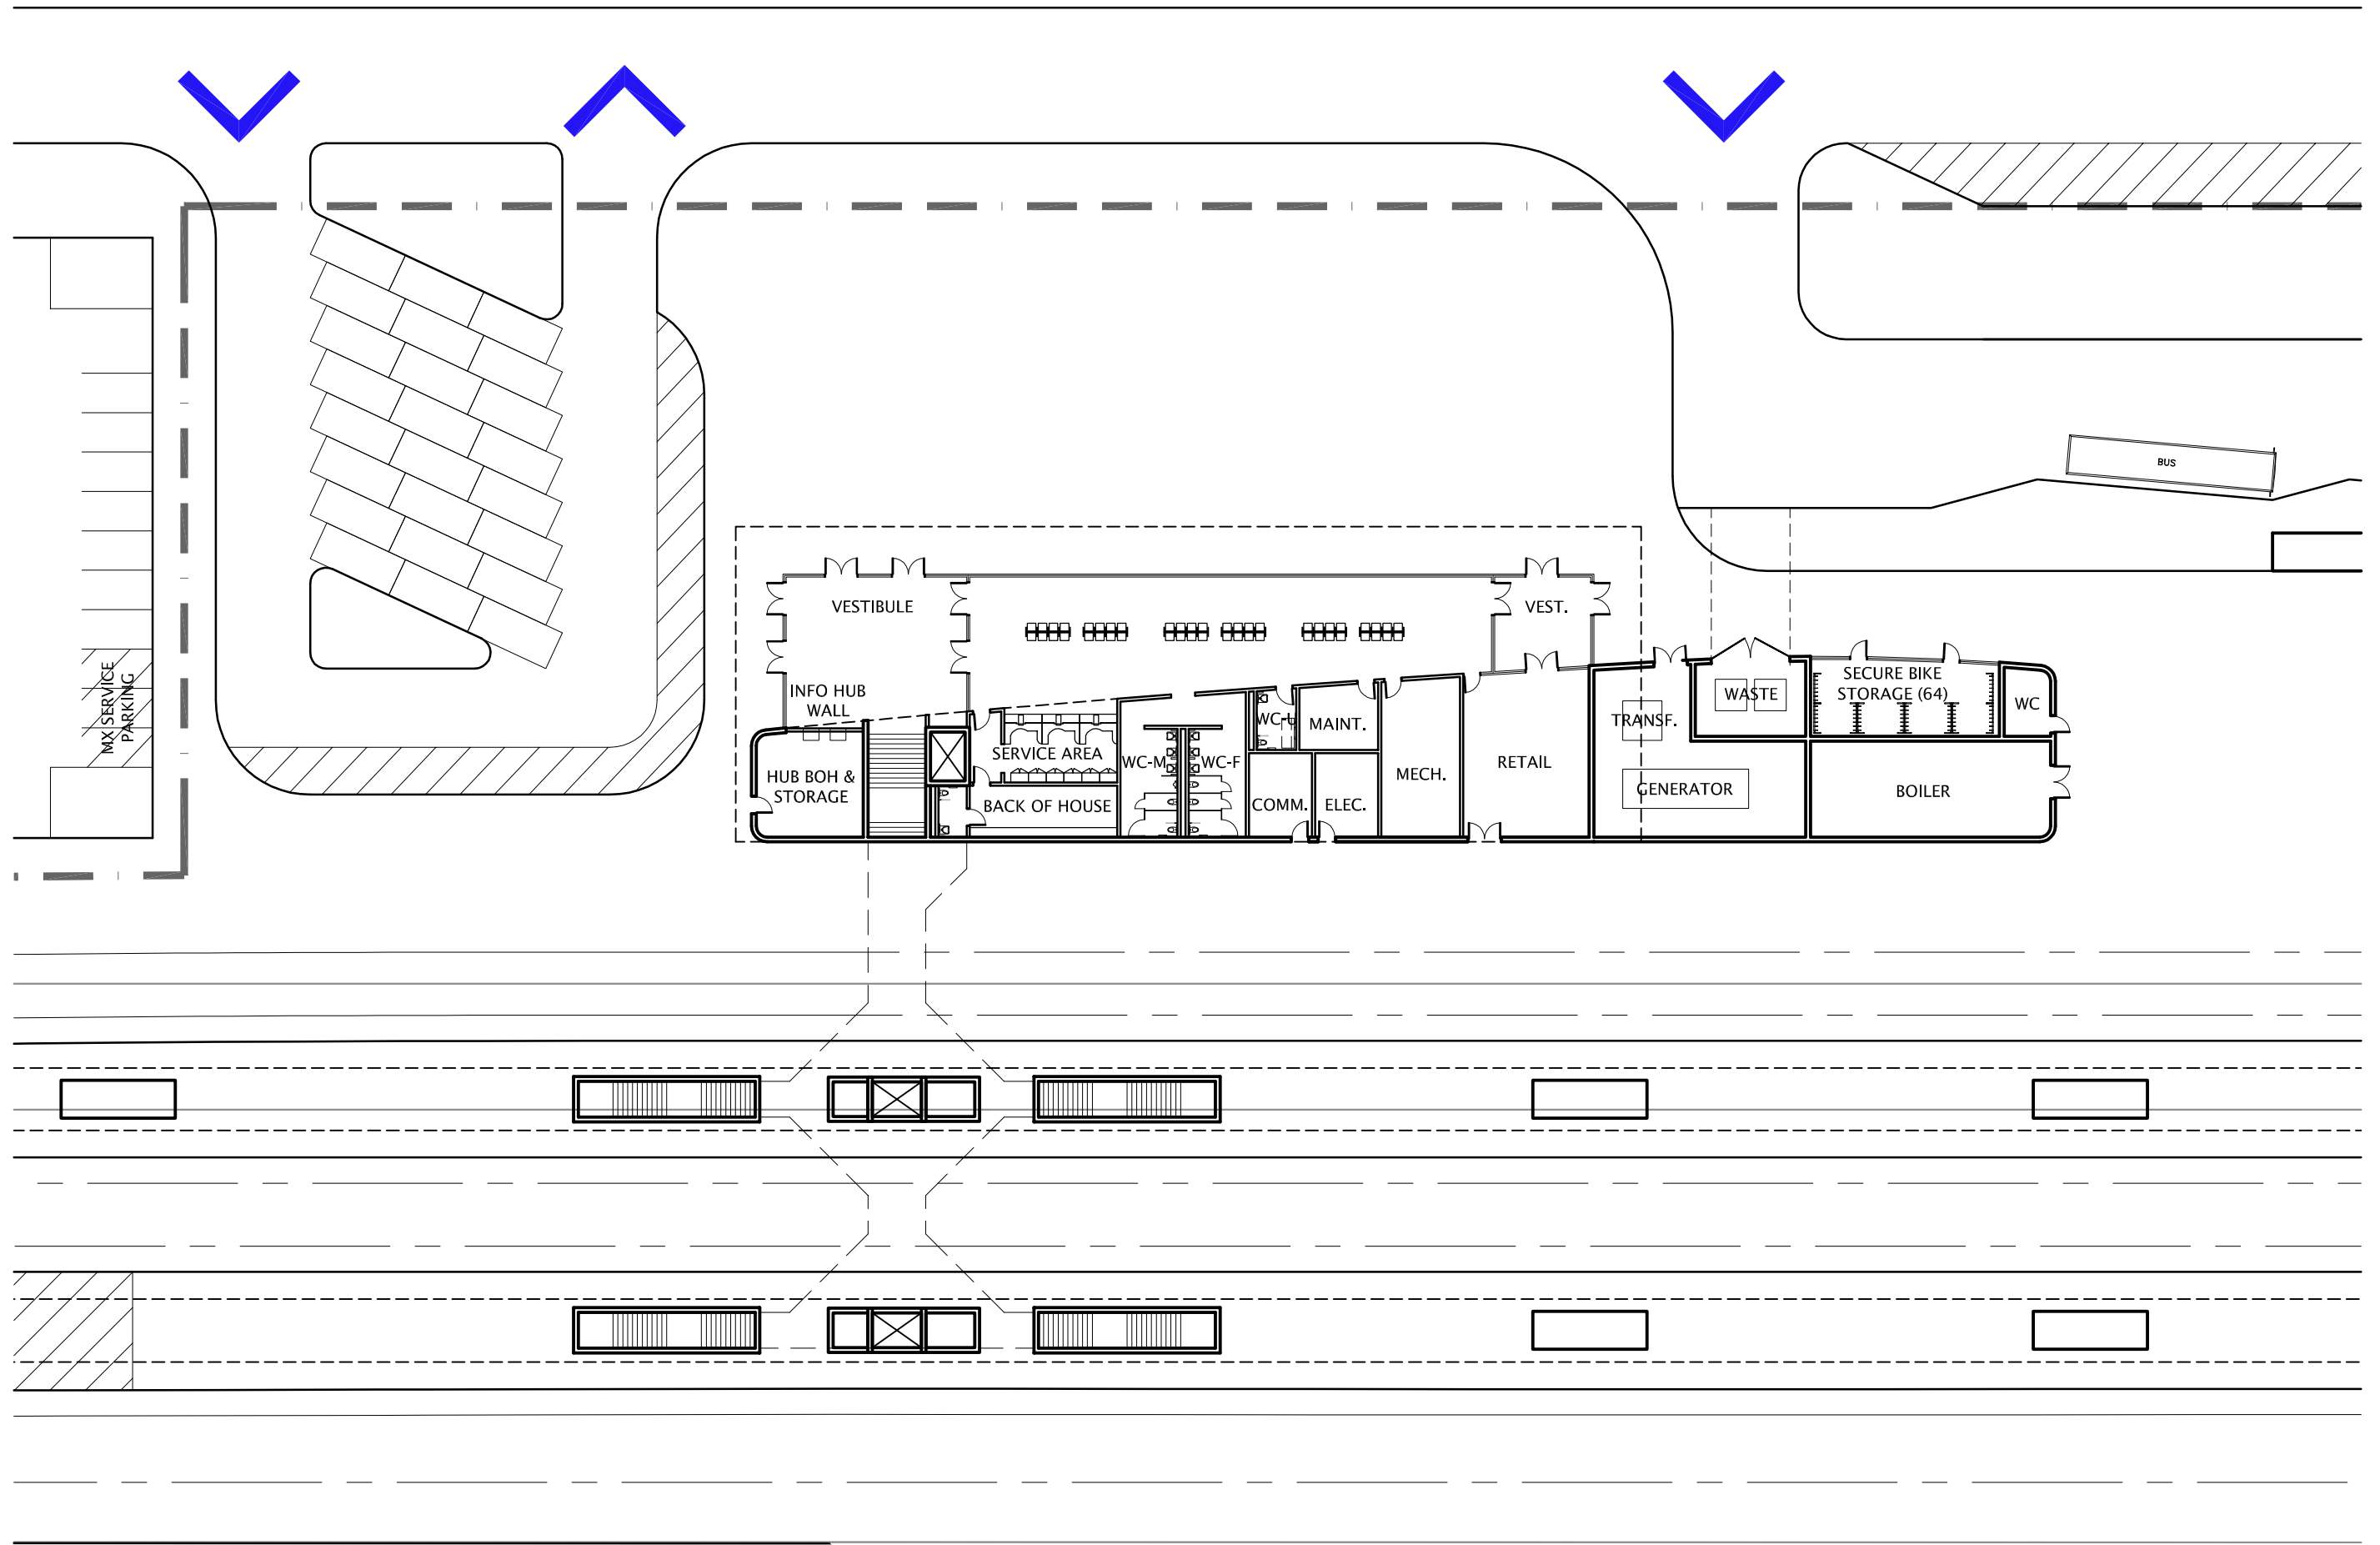 BUS
VESTIBULE
VEST.
INFO HUB
WALL
SECURE BIKE
STORAGE (64)
WASTE
WC
TRANSF.
WC-U
MAINT.
MX SERVICE
PARKING
SERVICE AREA
WC-M
WC-F
RETAIL
MECH.
HUB BOH &
STORAGE
GENERATOR
BOILER
BACK OF HOUSE
COMM.
ELEC.